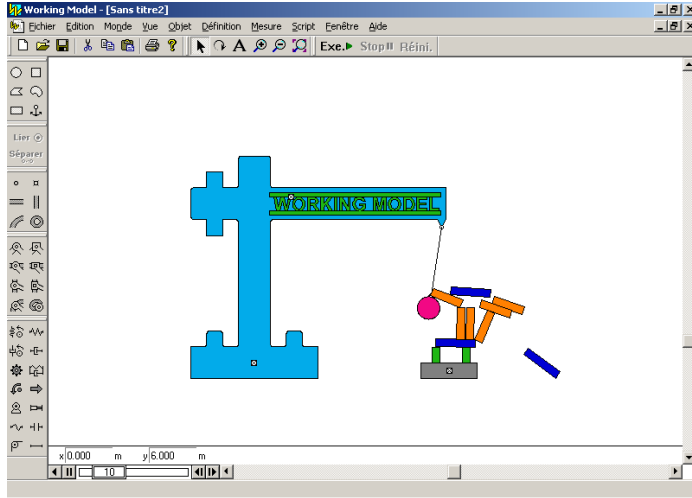 Working Model - [Sans titre2]
Fichier Edition Monde Vue Objet Définition Mesure Script Fenêtre Aide
A Exe. Stop Réini.
Lier
Séparer
WORKING MODEL
x 0.000 m y 6.000 m
10